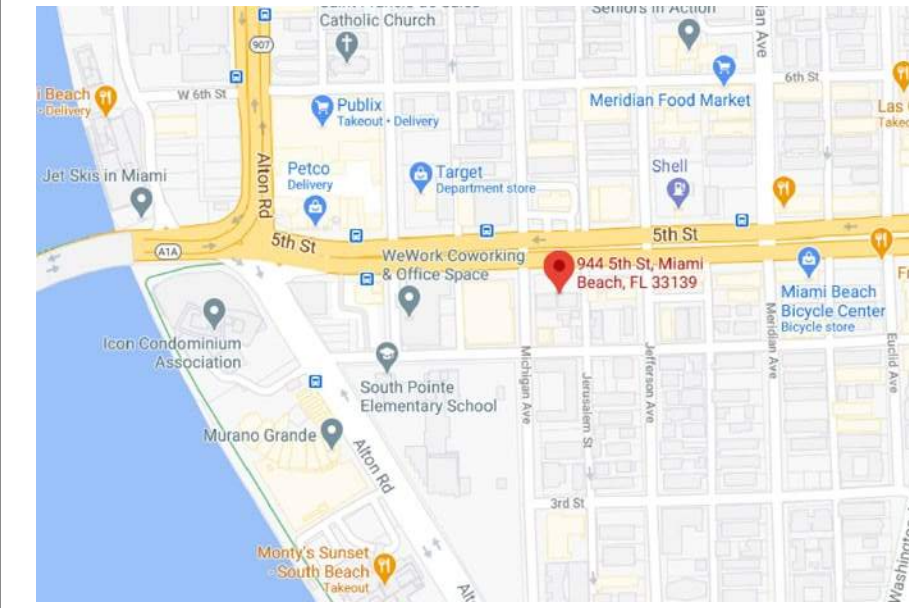 Catholic Church
Seniors in Action
907
6th St
W 6th St
Publix
Takeout • Delivery
Meridian Food Market
Beach
Delivery
Las
Alton Rd
Petco
Delivery
Target
Department store
Shell
Jet Skis in Miami
A1A
5th St
5th St
WeWork Coworking
& Office Space
944 5th St, Miami
Beach, FL 33139
Miami Beach
Bicycle Center
Bicycle store
Icon Condominium
Association
South Pointe
Elementary School
Michigan Ave
Jerusalem St
Jefferson Ave
Meridian Ave
Euclid Ave
Murano Grande
Alton Rd
3rd St
Monty's Sunset
- South Beach
Takeout
Washington